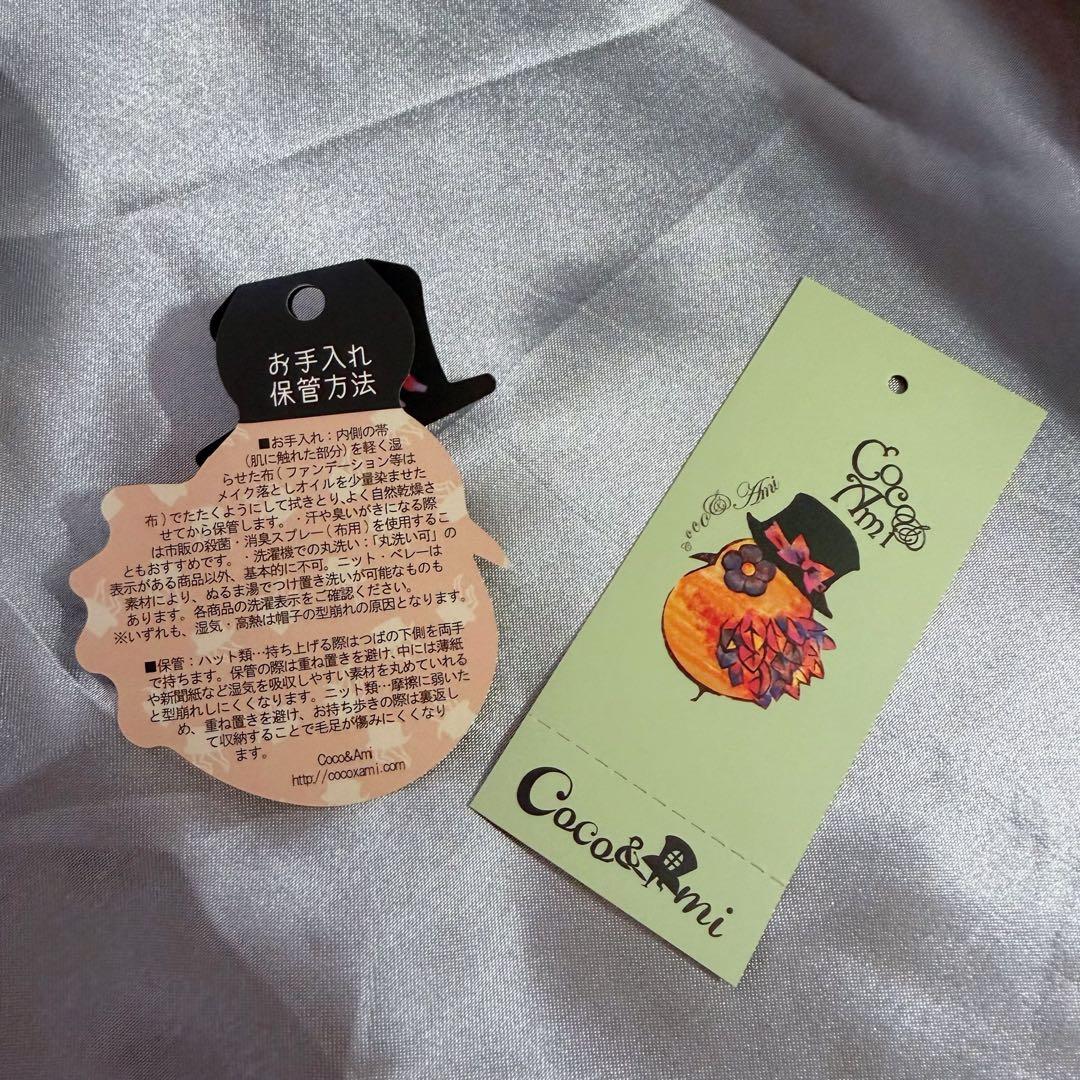 お手入れ
保管方法
■お手入れ：内側の帯
(肌に触れた部分)を軽く湿
らせた布(ファンデーション等は
メイク落としオイルを少量染ませた
布)でたたくようにして拭きとり、よく自然乾燥さ
せてから保管します。・汗や臭いがきになる際
は市販の殺菌・消臭スプレー(布用)を使用するこ
ともおすすめです。・洗濯機での丸洗い：「丸洗い可」の
表示がある商品以外、基本的に不可。ニット・ベレーは
素材により、ぬるま湯でつけ置き洗いが可能なものも
あります。各商品の洗濯表示をご確認ください。
※いずれも、湿気・高熱は帽子の型崩れの原因となります。
■保管：ハット類…持ち上げる際はつばの下側を両手
で持ちます。保管の際は重ね置きを避け、中には薄紙
や新聞紙など湿気を吸収しやすい素材を丸めていれる
と型崩れしにくくなります。ニット類…摩擦に弱いた
め、重ね置きを避け、お持ち歩きの際は裏返し
て収納することで毛足が傷みにくくなり
ます。
Coco&Ami
http://cocoxami.com
Coco&
Ami
Coco& Ami
Coco&Ami